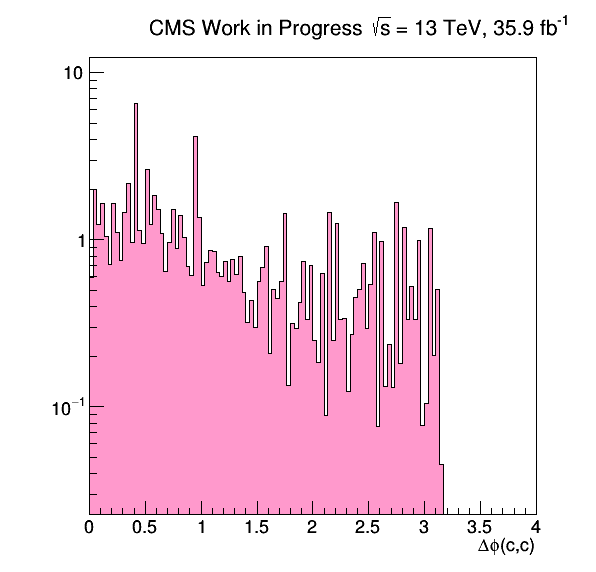 CMS Work in Progress √s = 13 TeV, 35.9 fb⁻¹
10
1
10⁻¹
0 0.5 1 1.5 2 2.5 3 3.5 4
Δϕ(c,c)